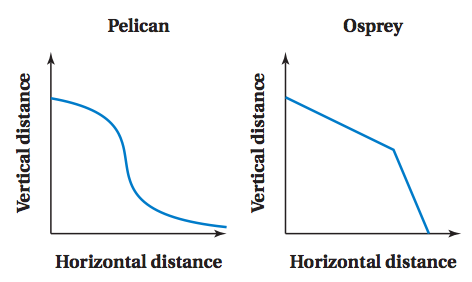 Pelican
Vertical distance
Horizontal distance
Osprey
Vertical distance
Horizontal distance